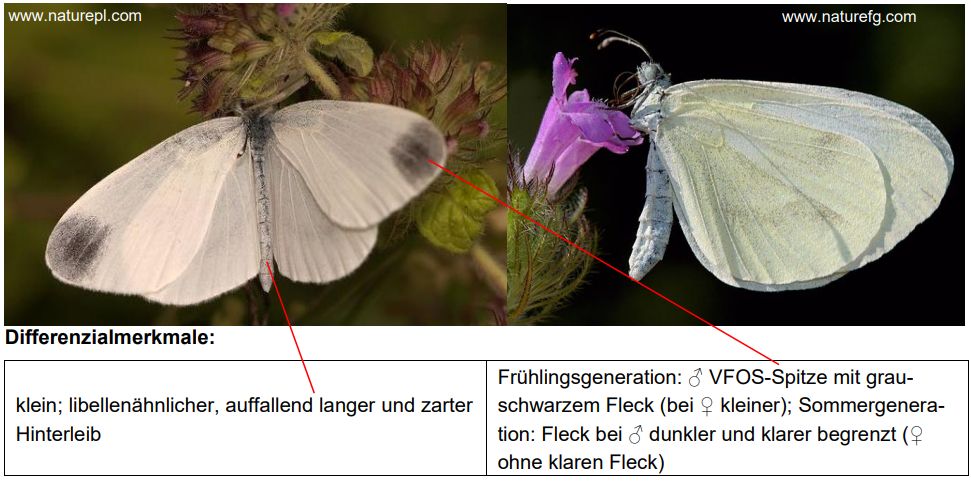 www.naturepl.com
www.naturefg.com
Differenzialmerkmale:
klein; libellenähnlicher, auffallend langer und zarter
Hinterleib
Frühlingsgeneration: ♂ VFOS-Spitze mit grau-
schwarzem Fleck (bei ♀ kleiner); Sommergenera-
tion: Fleck bei ♂ dunkler und klarer begrenzt (♀
ohne klaren Fleck)